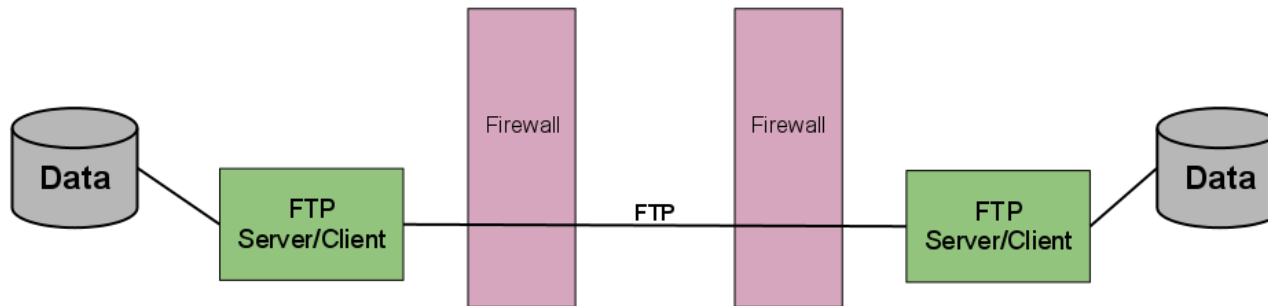 Firewall
Firewall
Data
FTP
Server/Client
FTP
FTP
Server/Client
Data